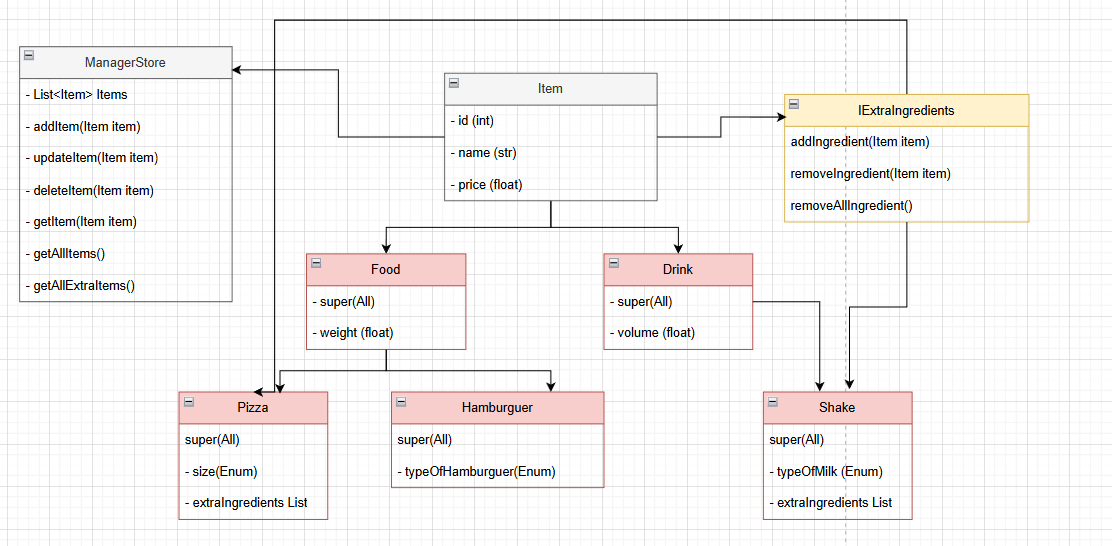 ManagerStore
- List<Item> Items
- addItem(Item item)
- updateItem(Item item)
- deleteItem(Item item)
- getItem(Item item)
- getAllItems()
- getAllExtraItems()
Item
- id (int)
- name (str)
- price (float)
IExtraIngredients
addIngredient(Item item)
removeIngredient(Item item)
removeAllIngredient()
Food
- super(All)
- weight (float)
Drink
- super(All)
- volume (float)
Pizza
super(All)
- size(Enum)
- extraIngredients List
Hamburguer
super(All)
- typeOfHamburguer(Enum)
Shake
super(All)
- typeOfMilk (Enum)
- extraIngredients List